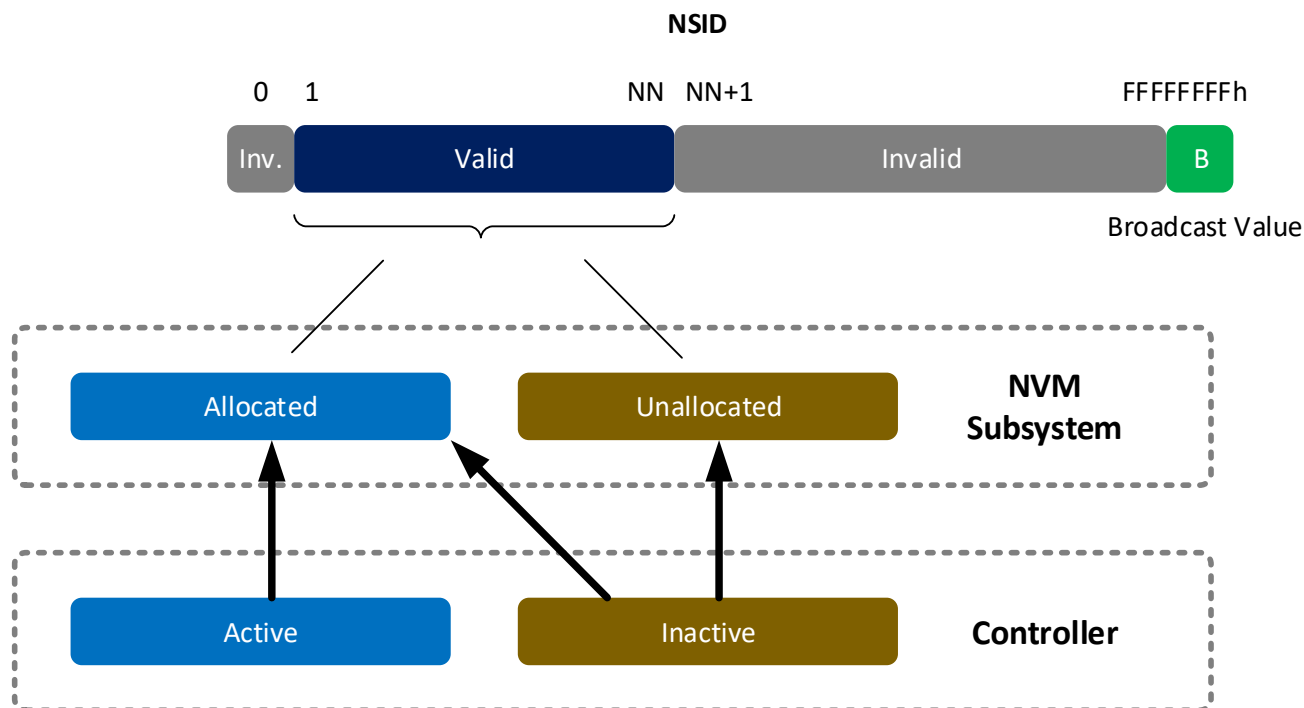 NSID
0 1 NN NN+1 FFFFFFFFh
Inv. Valid Invalid B
Broadcast Value
Allocated Unallocated NVM
Subsystem
Active Inactive Controller